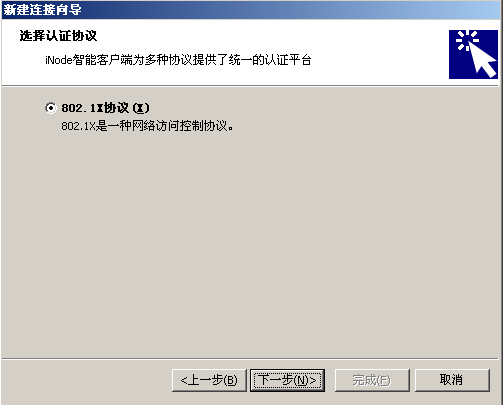 新建连接向导
选择认证协议
iNode智能客户端为多种协议提供了统一的认证平台
802.1X协议(X)
802.1X是一种网络访问控制协议。
<上一步(B) 下一步(N)> 完成(F) 取消